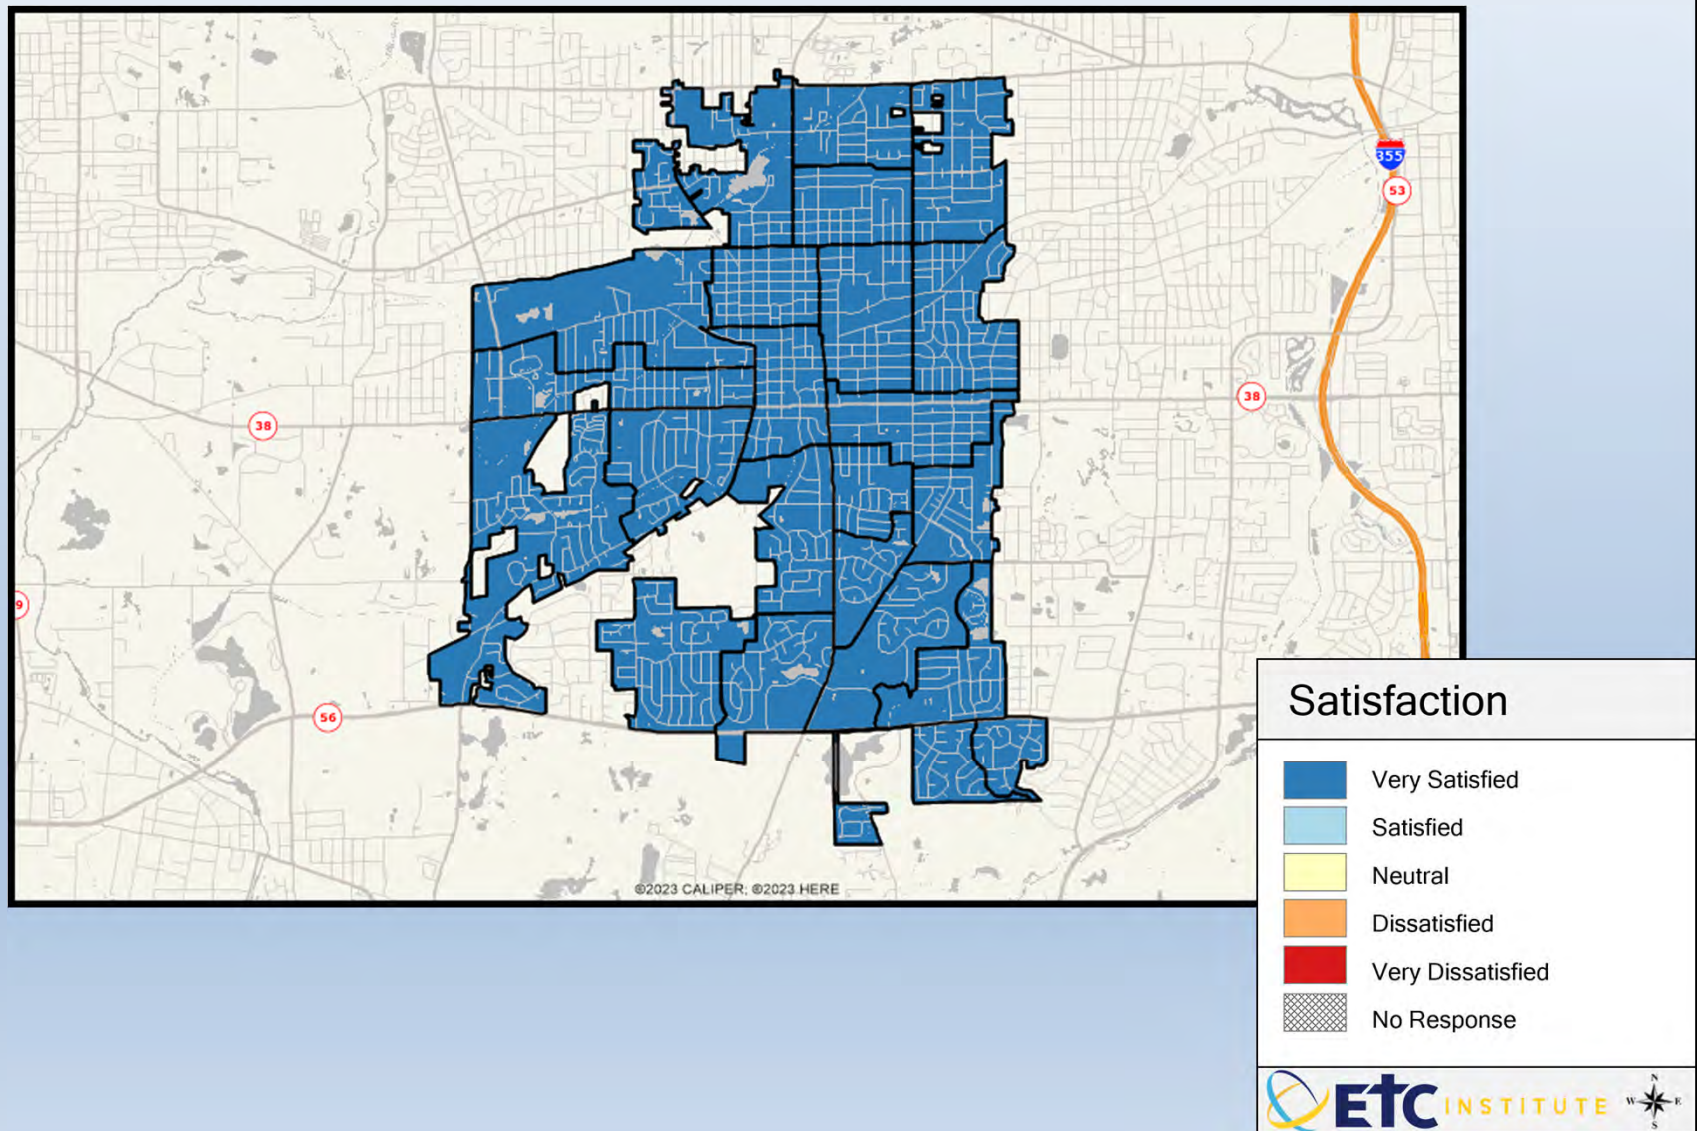 355
53
38
38
9
56
©2023 CALIPER; ©2023 HERE
Satisfaction
Very Satisfied
Satisfied
Neutral
Dissatisfied
Very Dissatisfied
No Response
ETC INSTITUTE
N
W E
S